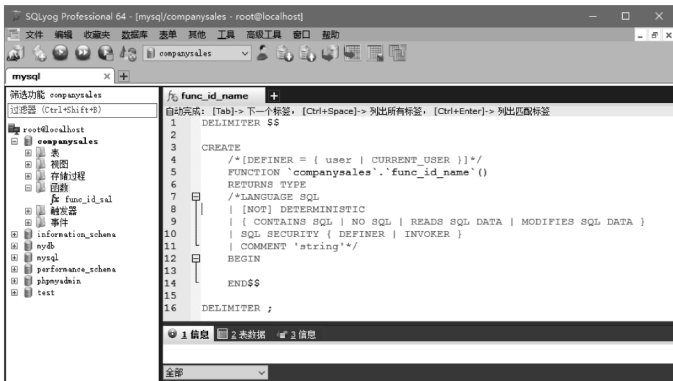 SQLyog Professional 64 - [mysql/companysales - root@localhost]
文件 编辑 收藏夹 数据库 表单 其他 工具 高级工具 窗口 帮助
companysales
mysql
筛选功能 companysales
过滤器 (Ctrl+Shift+B)
root@localhost
companysales
表
视图
存储过程
函数
func_id_sal
触发器
事件
information_schema
mydb
mysql
performance_schema
phpmyadmin
test
func_id_name
自动完成: [Tab]-> 下一个标签, [Ctrl+Space]-> 列出所有标签, [Ctrl+Enter]-> 列出匹配标签
1 DELIMITER $$
2
3 CREATE
4 /*[DEFINER = { user | CURRENT_USER }]*/
5 FUNCTION `companysales`.`func_id_name`()
6 RETURNS TYPE
7 /*LANGUAGE SQL
8 | [NOT] DETERMINISTIC
9 | { CONTAINS SQL | NO SQL | READS SQL DATA | MODIFIES SQL DATA }
10 | SQL SECURITY { DEFINER | INVOKER }
11 | COMMENT 'string'*/
12 BEGIN
13
14 END$$
15
16 DELIMITER ;
1 信息 2 表数据 3 信息
全部